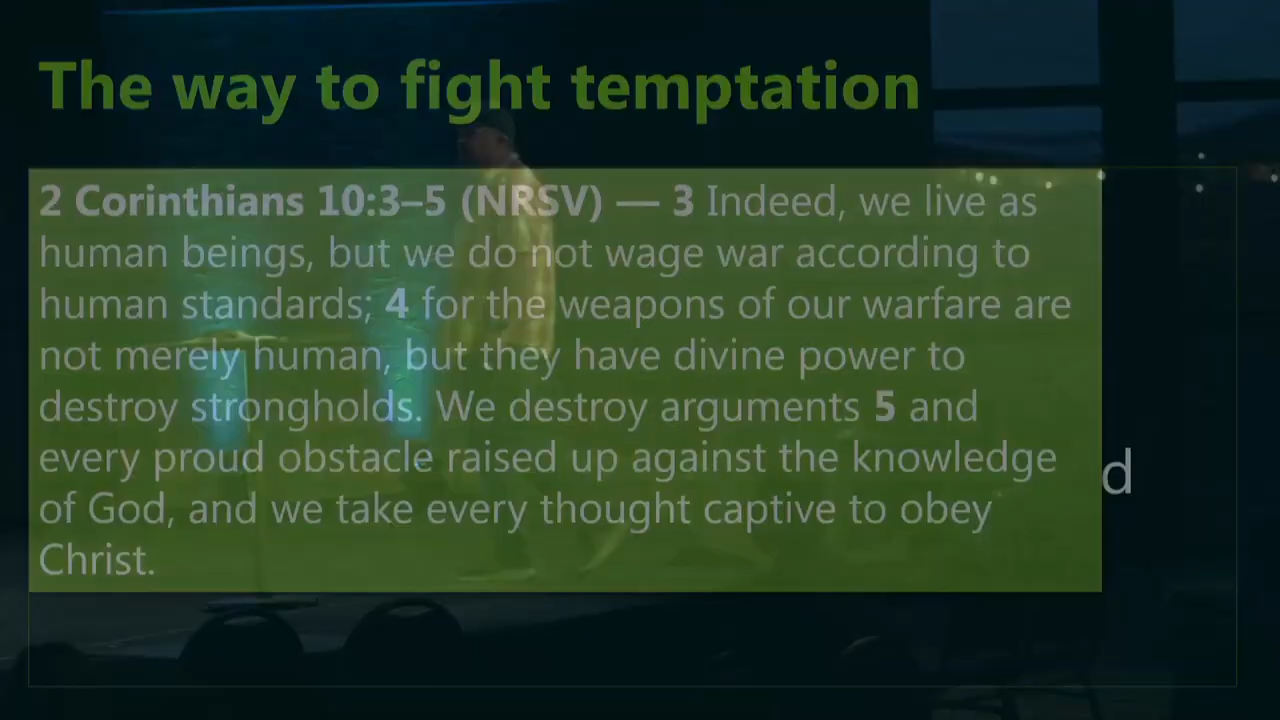 The way to fight temptation
2 Corinthians 10:3–5 (NRSV) — 3 Indeed, we live as
human beings, but we do not wage war according to
human standards; 4 for the weapons of our warfare are
not merely human, but they have divine power to
destroy strongholds. We destroy arguments 5 and
every proud obstacle raised up against the knowledge
d
of God, and we take every thought captive to obey
Christ.